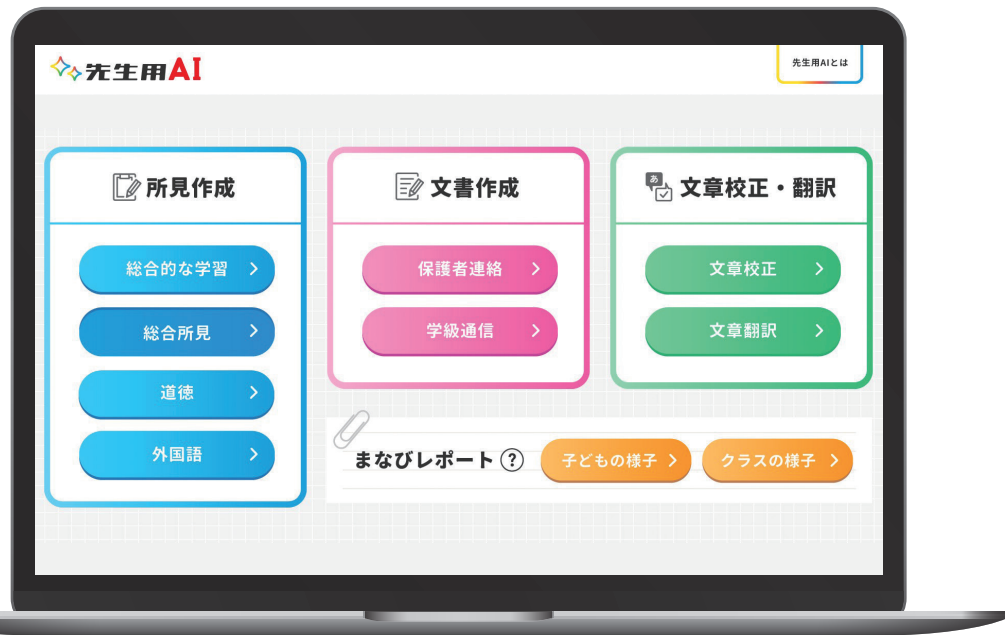 先生用AI
先生用AIとは
所見作成
総合的な学習
総合所見
道徳
外国語
文書作成
保護者連絡
学級通信
あ
文章校正・翻訳
文章校正
文章翻訳
まなびレポート ?
子どもの様子
クラスの様子